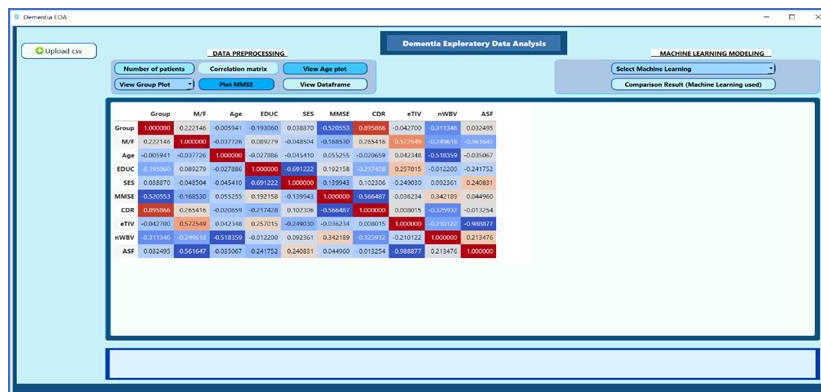 Dementia EDA
Upload csv
Dementia Exploratory Data Analysis
DATA PREPROCESSING
MACHINE LEARNING MODELING
Number of patients Correlation matrix View Age plot
Select Machine Learning
View Group Plot Plot MMSE View Dataframe
Comparison Result (Machine Learning used)
Group M/F Age EDUC SES MMSE CDR eTIV nWBV ASF
Group 1.000000 0.222146 -0.005941 -0.193060 0.038870 -0.520553 0.895866 -0.042700 -0.311346 0.032495
M/F 0.222146 1.000000 -0.037726 0.089279 -0.048504 -0.168530 0.265416 0.572549 -0.249618 -0.561647
Age -0.005941 -0.037726 1.000000 -0.027886 -0.045410 0.055255 -0.020659 0.042348 -0.518359 -0.035067
EDUC -0.193060 0.089279 -0.027886 1.000000 -0.691222 0.192158 -0.217428 0.257015 -0.012200 -0.241752
SES 0.038870 -0.048504 -0.045410 -0.691222 1.000000 -0.139943 0.102306 -0.249030 0.092361 0.240831
MMSE -0.520553 -0.168530 0.055255 0.192158 -0.139943 1.000000 -0.566487 -0.036234 0.342189 0.044960
CDR 0.895866 0.265416 -0.020659 -0.217428 0.102306 -0.566487 1.000000 0.008015 -0.325932 -0.013254
eTIV -0.042700 0.572549 0.042348 0.257015 -0.249030 -0.036234 0.008015 1.000000 -0.210122 -0.988877
nWBV -0.311346 -0.249618 -0.518359 -0.012200 0.092361 0.342189 -0.325932 -0.210122 1.000000 0.213476
ASF 0.032495 -0.561647 -0.035067 -0.241752 0.240831 0.044960 -0.013254 -0.988877 0.213476 1.000000